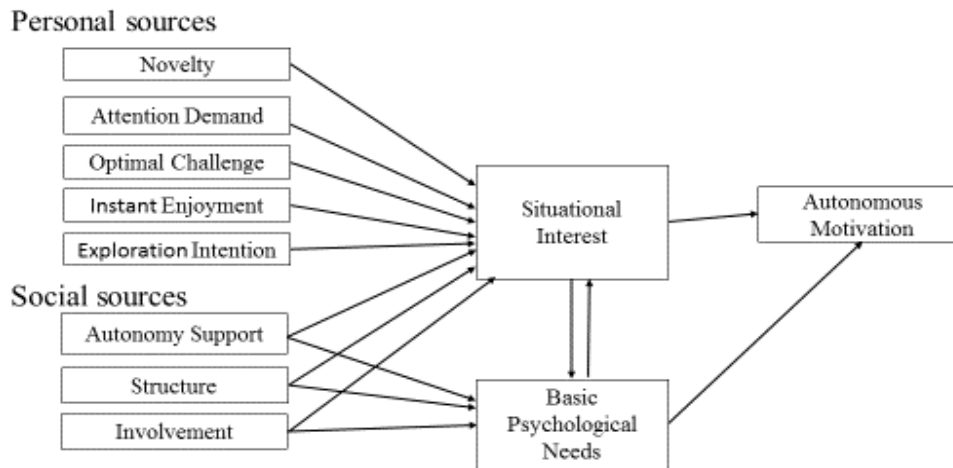 Personal sources
Novelty
Attention Demand
Optimal Challenge
Instant Enjoyment
Exploration Intention
Social sources
Autonomy Support
Structure
Involvement
Situational
Interest
Basic
Psychological
Needs
Autonomous
Motivation